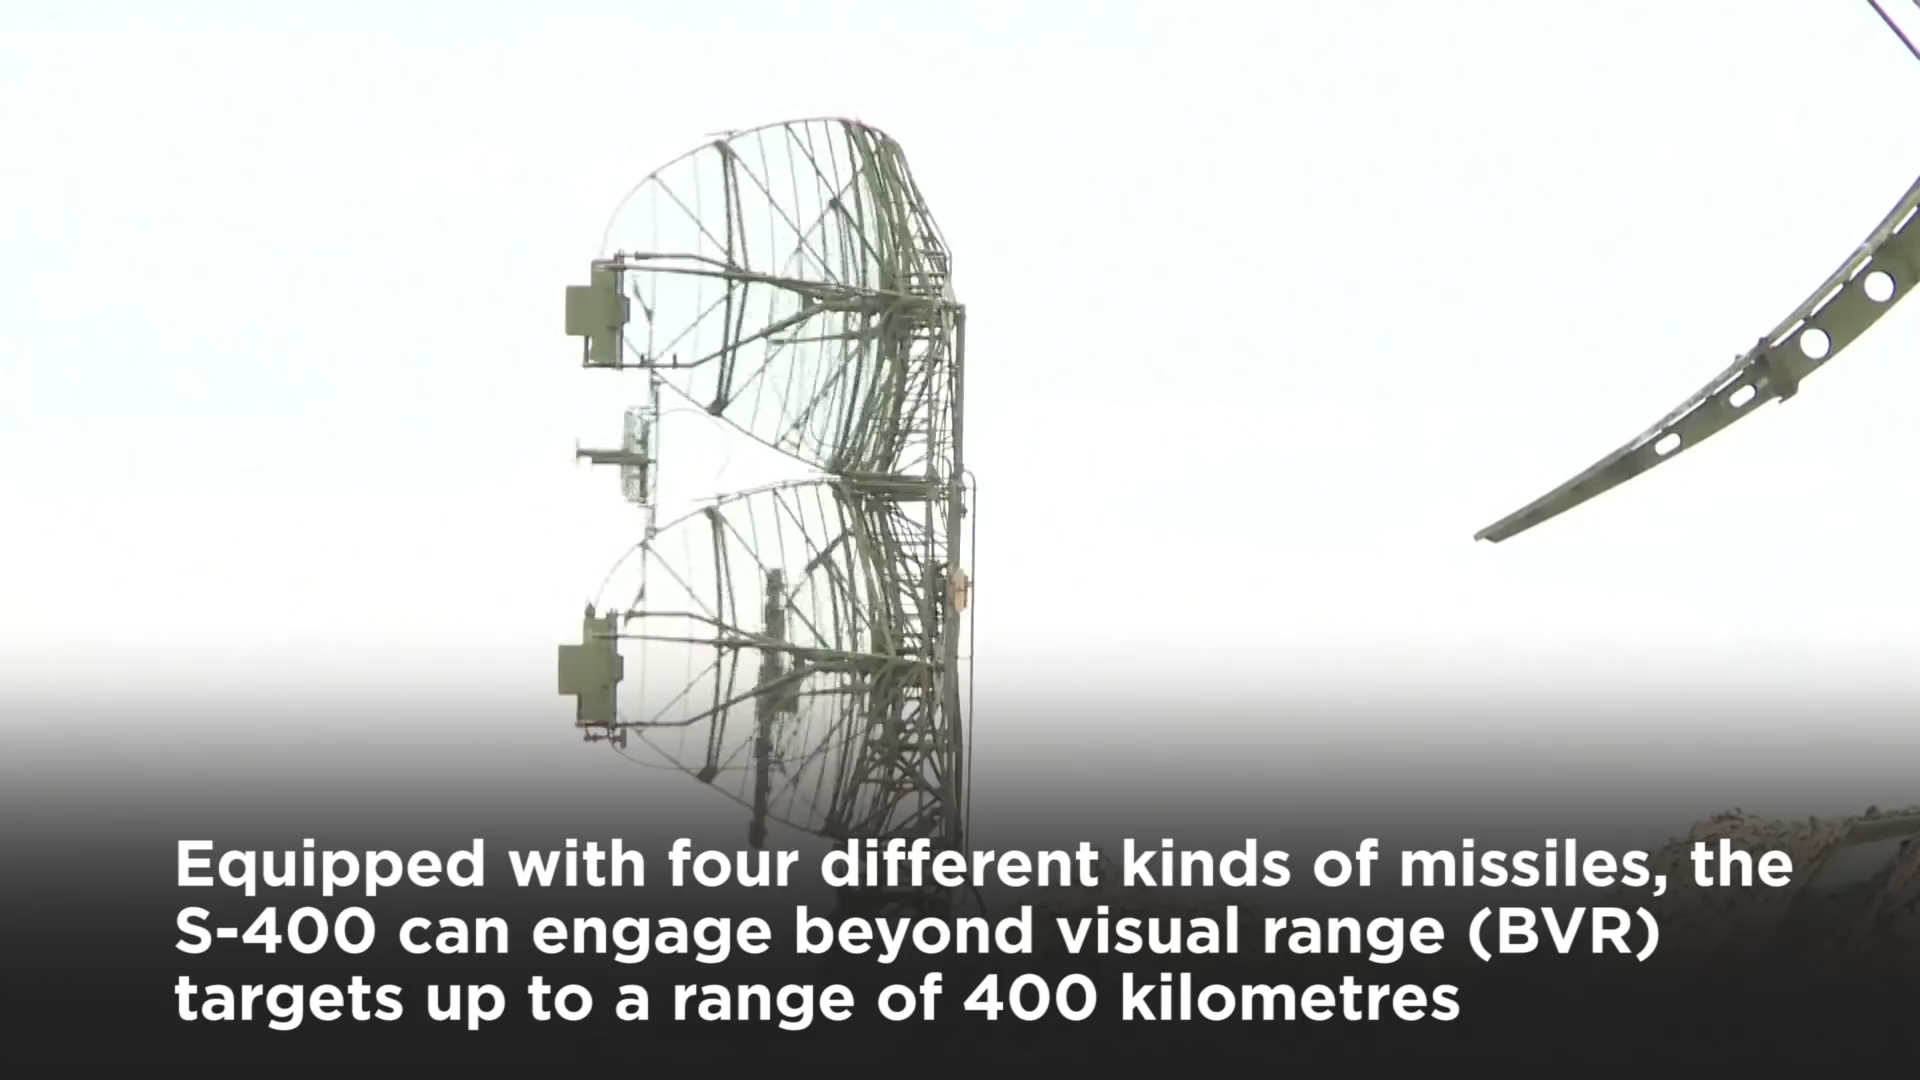 Equipped with four different kinds of missiles, the
S-400 can engage beyond visual range (BVR)
targets up to a range of 400 kilometres